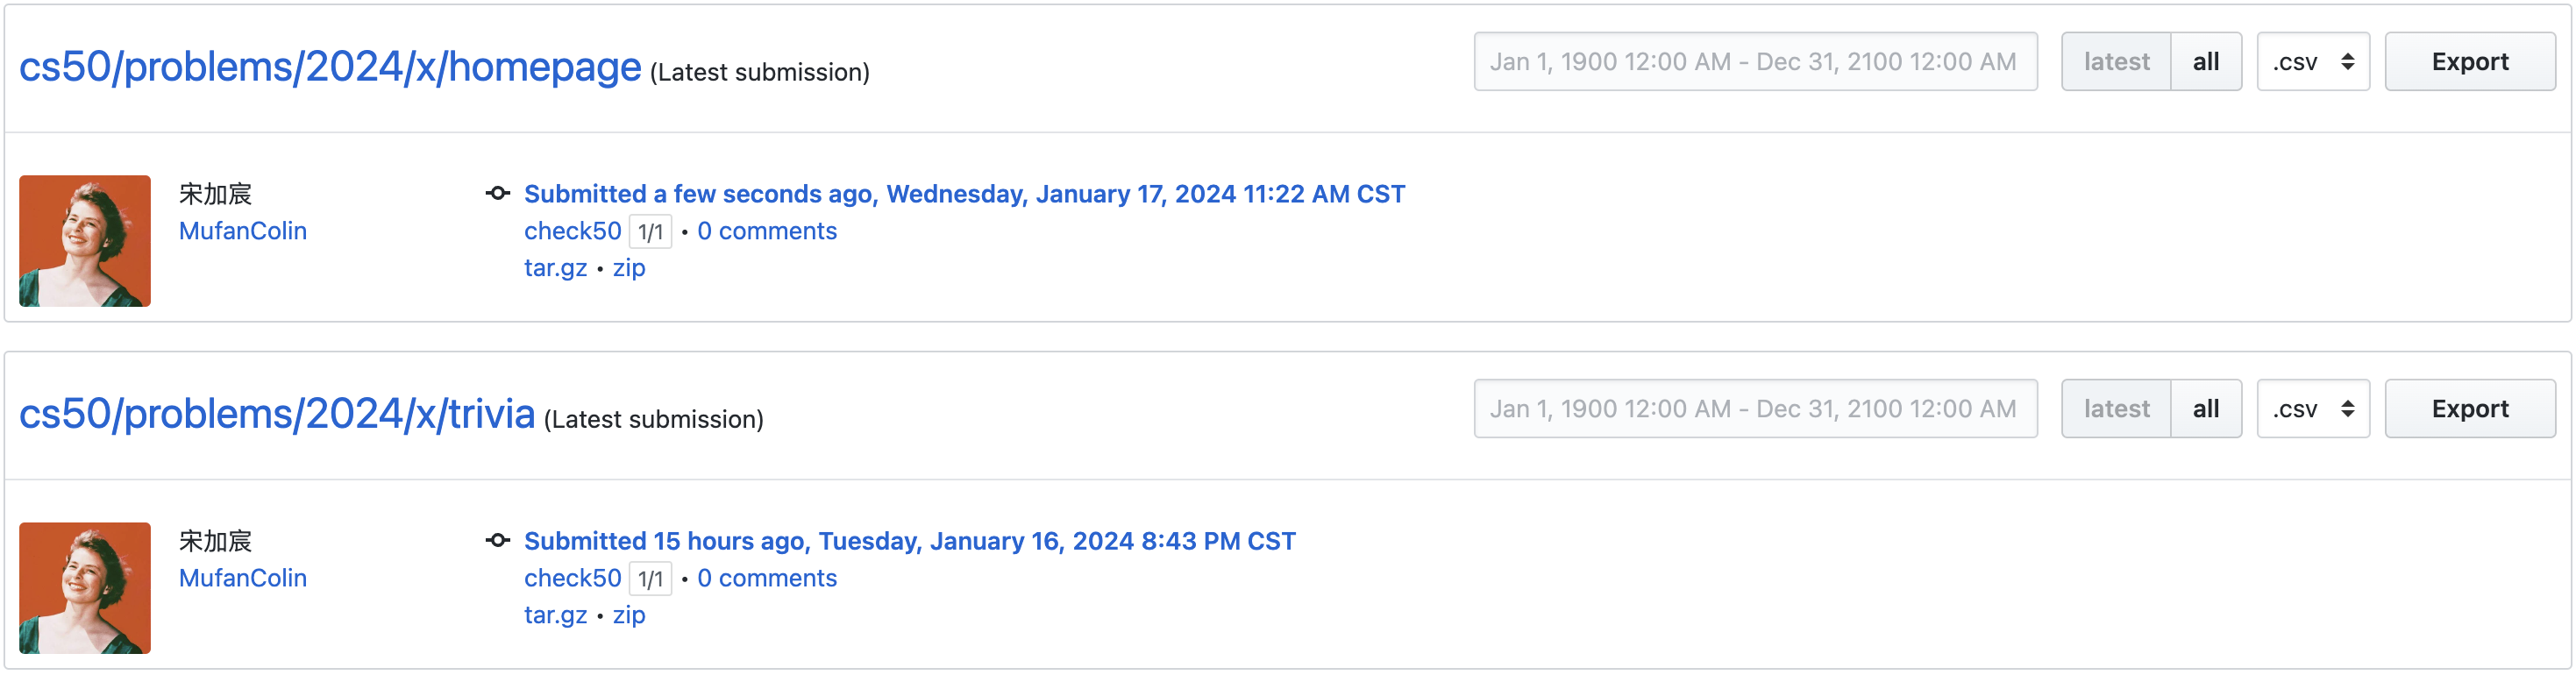 cs50/problems/2024/x/homepage (Latest submission) Jan 1, 1900 12:00 AM - Dec 31, 2100 12:00 AM latest all .csv Export
宋加宸 Submitted a few seconds ago, Wednesday, January 17, 2024 11:22 AM CST
MufanColin check50 1/1 • 0 comments
tar.gz • zip
cs50/problems/2024/x/trivia (Latest submission) Jan 1, 1900 12:00 AM - Dec 31, 2100 12:00 AM latest all .csv Export
宋加宸 Submitted 15 hours ago, Tuesday, January 16, 2024 8:43 PM CST
MufanColin check50 1/1 • 0 comments
tar.gz • zip